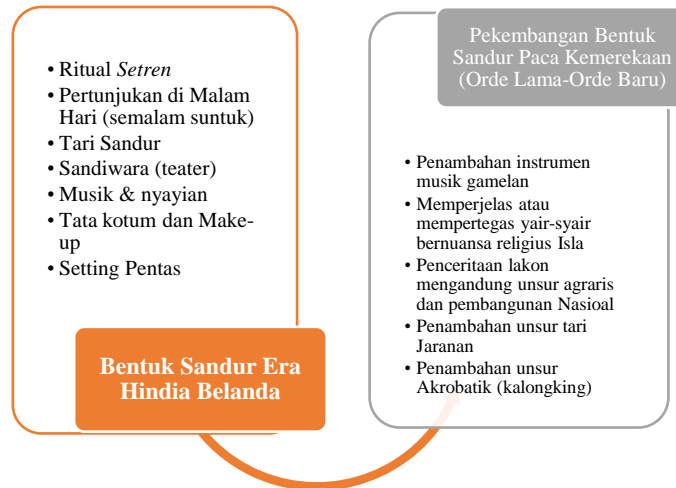 • Ritual Setren
• Pertunjukan di Malam
Hari (semalam suntuk)
• Tari Sandur
• Sandiwara (teater)
• Musik & nyayian
• Tata kotum dan Make-
up
• Setting Pentas
Bentuk Sandur Era
Hindia Belanda
Pekembangan Bentuk
Sandur Paca Kemerekaan
(Orde Lama-Orde Baru)
• Penambahan instrumen
musik gamelan
• Memperjelas atau
mempertegas yair-syair
bernuansa religius Isla
• Penceritaan lakon
mengandung unsur agraris
dan pembangunan Nasioal
• Penambahan unsur tari
Jaranan
• Penambahan unsur
Akrobatik (kalongking)